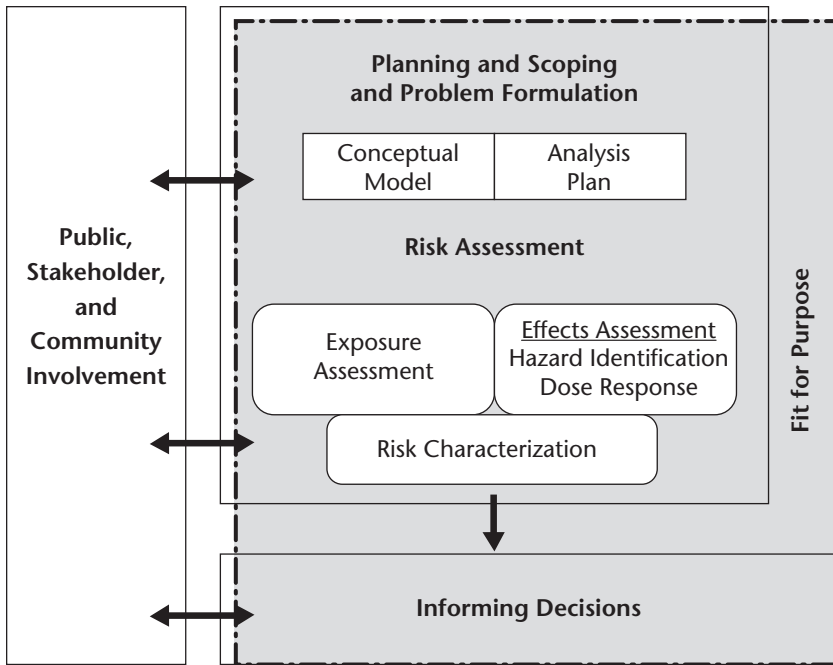 Planning and Scoping
and Problem Formulation
Conceptual
Model
Analysis
Plan
Public,
Stakeholder,
and
Community
Involvement
Risk Assessment
Exposure
Assessment
Effects Assessment
Hazard Identification
Dose Response
Risk Characterization
Fit for Purpose
Informing Decisions